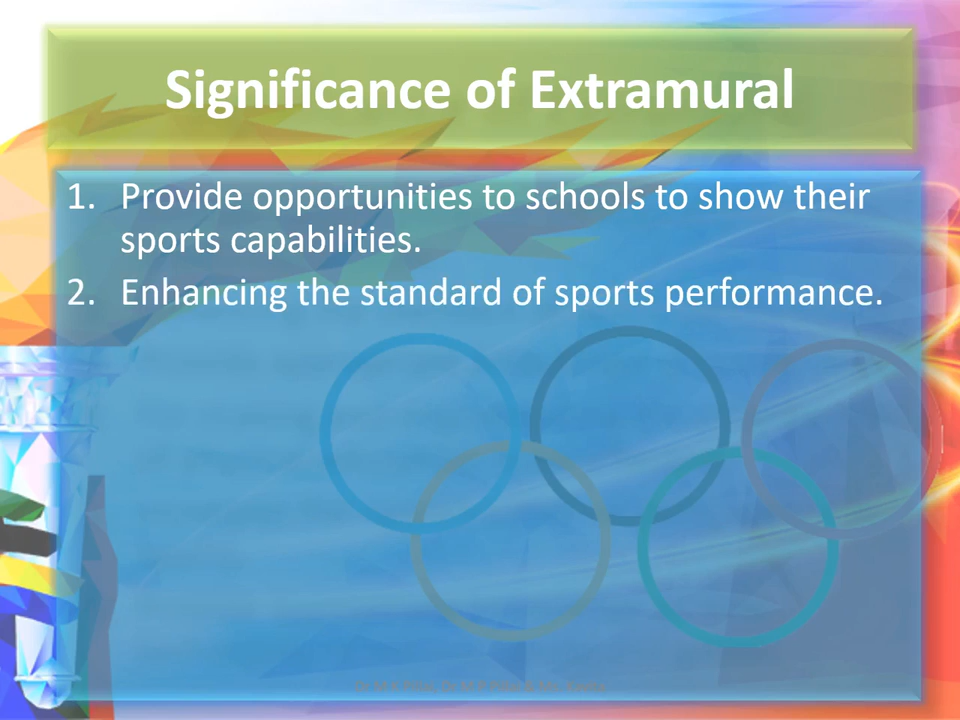 Significance of Extramural
1. Provide opportunities to schools to show their
sports capabilities.
2. Enhancing the standard of sports performance.